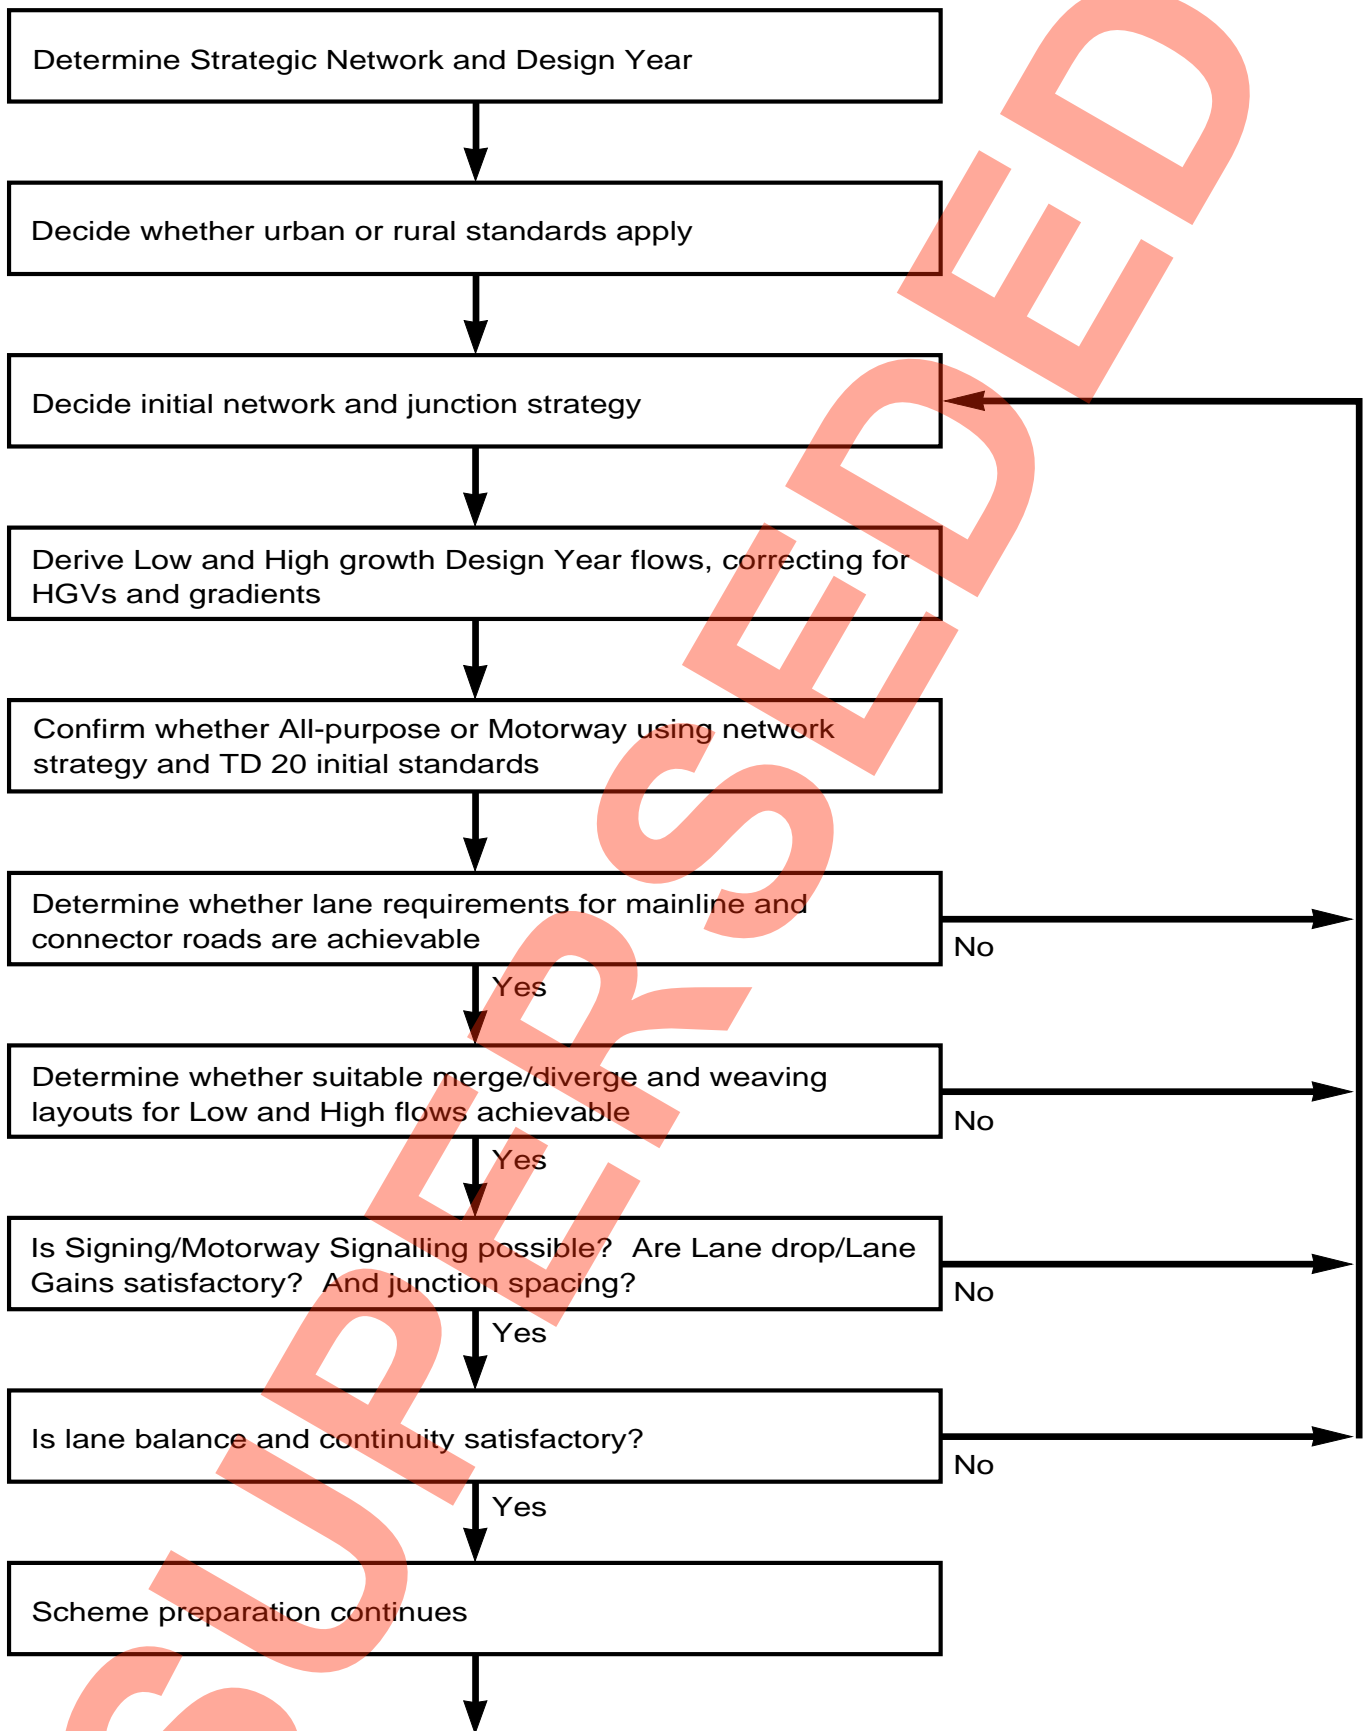 Determine Strategic Network and Design Year
Decide whether urban or rural standards apply
Decide initial network and junction strategy
Derive Low and High growth Design Year flows, correcting for
HGVs and gradients
Confirm whether All-purpose or Motorway using network
strategy and TD 20 initial standards
Determine whether lane requirements for mainline and
connector roads are achievable
No
Yes
Determine whether suitable merge/diverge and weaving
layouts for Low and High flows achievable
No
Yes
Is Signing/Motorway Signalling possible? Are Lane drop/Lane
Gains satisfactory? And junction spacing?
No
Yes
Is lane balance and continuity satisfactory?
No
Yes
Scheme preparation continues
SUPERSEDED